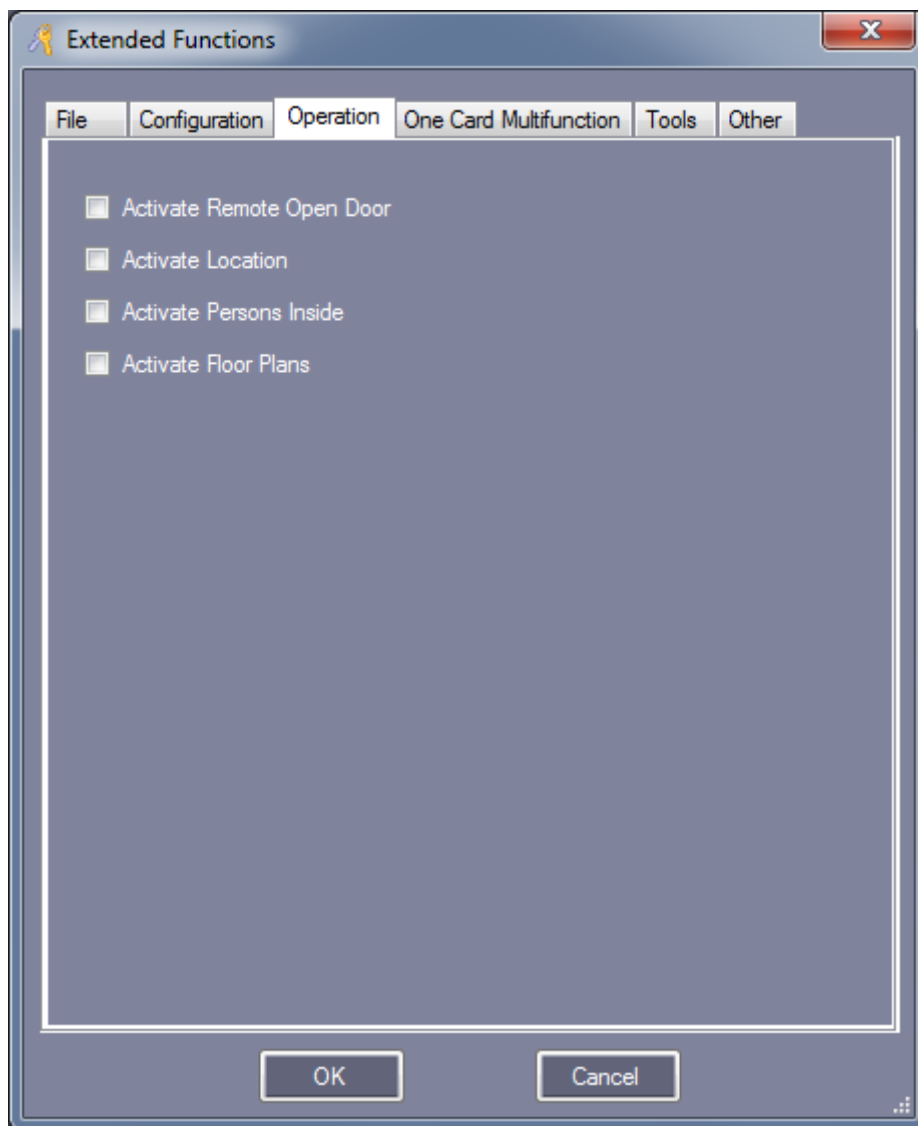 Extended Functions
File Configuration Operation One Card Multifunction Tools Other
Activate Remote Open Door
Activate Location
Activate Persons Inside
Activate Floor Plans
OK Cancel